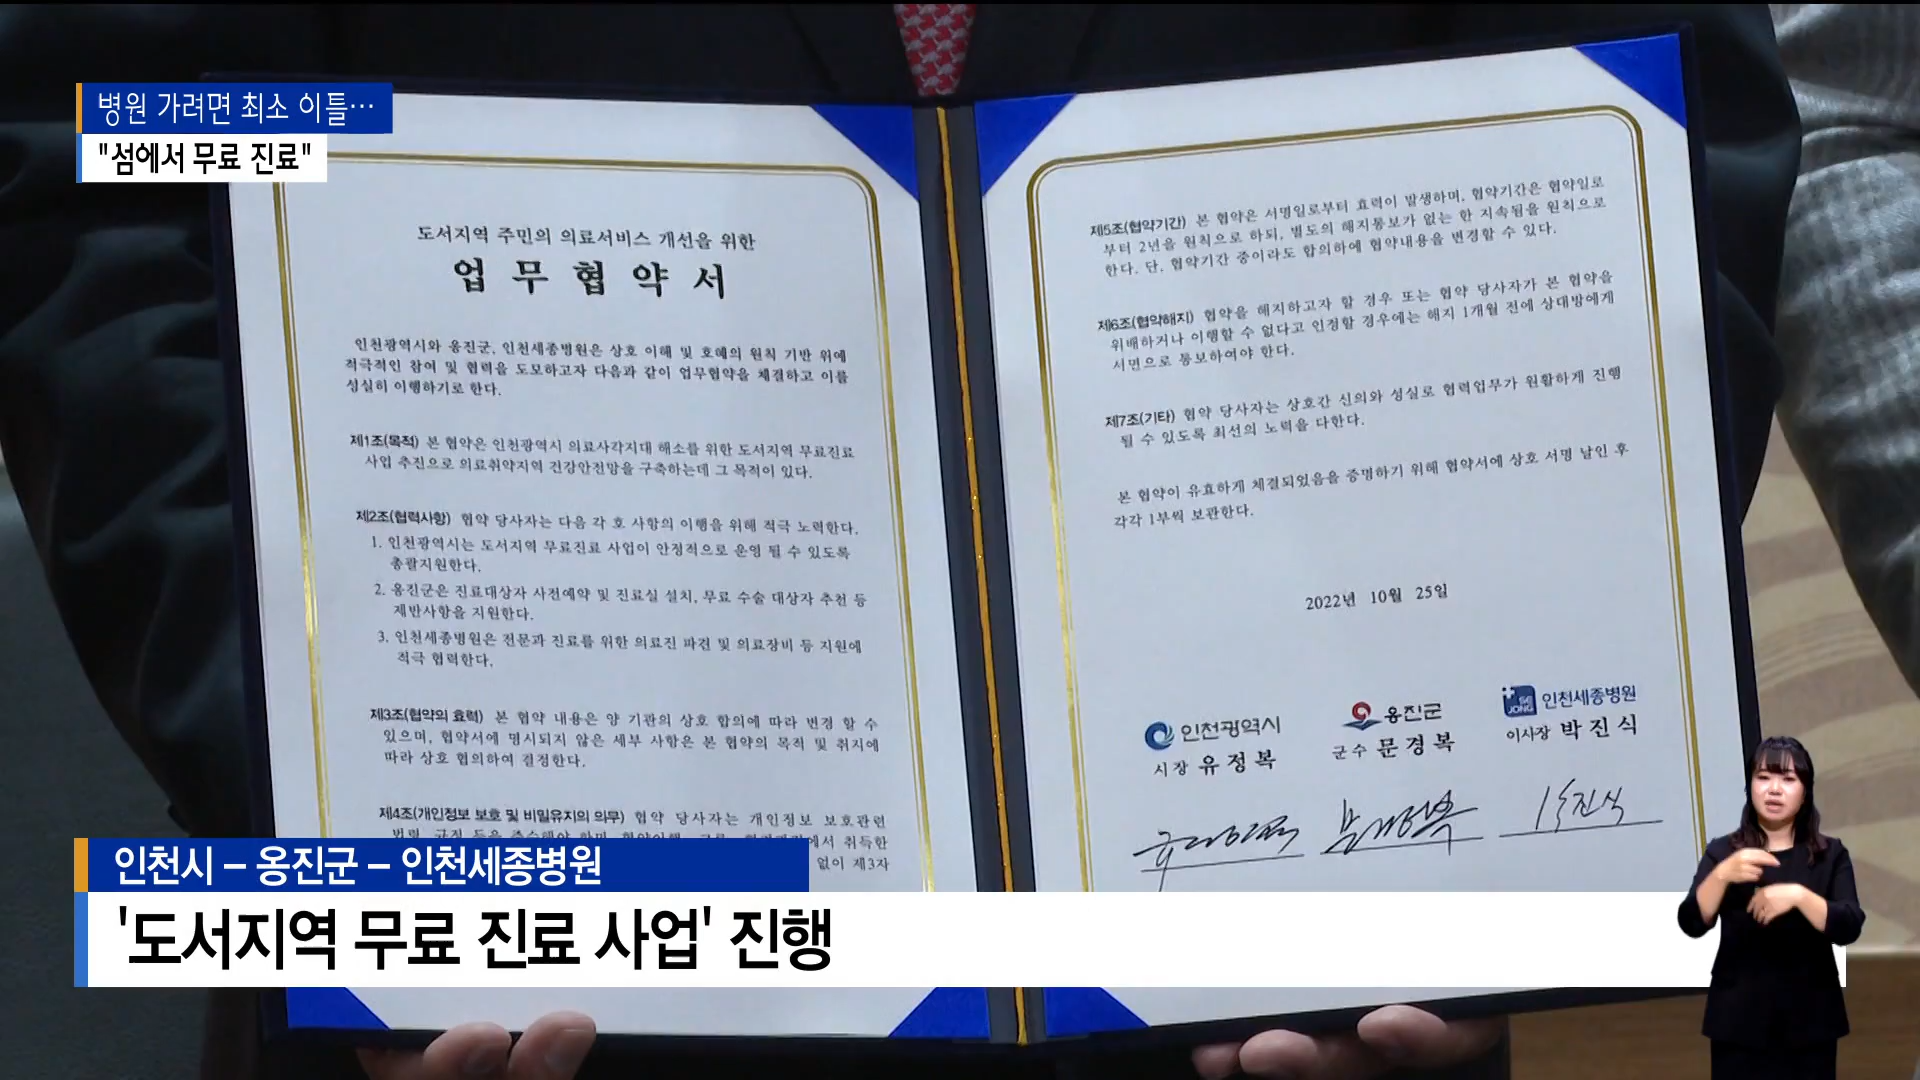 병원 가려면 최소 이틀…
"섬에서 무료 진료"
도서지역 주민의 의료서비스 개선을 위한
업 무 협 약 서
인천광역시와 옹진군, 인천세종병원은 상호 이해 및 호혜의 원칙 기반 위에
적극적인 참여 및 협력을 도모하고자 다음과 같이 업무협약을 체결하고 이를
성실히 이행하기로 한다.
제1조(목적) 본 협약은 인천광역시 의료사각지대 해소를 위한 도서지역 무료진료
사업 추진으로 의료취약지역 건강안전망을 구축하는데 그 목적이 있다.
제2조(협력사항) 협약 당사자는 다음 각 호 사항의 이행을 위해 적극 노력한다.
1. 인천광역시는 도서지역 무료진료 사업이 안정적으로 운영 될 수 있도록
총괄지원한다.
2. 옹진군은 진료대상자 사전예약 및 진료실 설치, 무료 수술 대상자 추천 등
제반사항을 지원한다.
3. 인천세종병원은 전문과 진료를 위한 의료진 파견 및 의료장비 등 지원에
적극 협력한다.
제3조(협약의 효력) 본 협약 내용은 양 기관의 상호 합의에 따라 변경 할 수
있으며, 협약서에 명시되지 않은 세부 사항은 본 협약의 목적 및 취지에
따라 상호 협의하여 결정한다.
제4조(개인정보 보호 및 비밀유지의 의무) 협약 당사자는 개인정보 보호관련
에서 취득한
없이 제3자
제5조(협약기간) 본 협약은 서명일로부터 효력이 발생하며, 협약기간은 협약일로
부터 2년을 원칙으로 하되, 별도의 해지통보가 없는 한 지속됨을 원칙으로
한다. 단, 협약기간 중이라도 합의하에 협약내용을 변경할 수 있다.
제6조(협약해지) 협약을 해지하고자 할 경우 또는 협약 당사자가 본 협약을
위배하거나 이행할 수 없다고 인정할 경우에는 해지 1개월 전에 상대방에게
서면으로 통보하여야 한다.
제7조(기타) 협약 당사자는 상호간 신의와 성실로 협력업무가 원활하게 진행
될 수 있도록 최선의 노력을 다한다.
본 협약이 유효하게 체결되었음을 증명하기 위해 협약서에 상호 서명 날인 후
각각 1부씩 보관한다.
2022년 10월 25일
인천광역시
시장 유정복
옹진군
군수 문경복
SE JONG 인천세종병원
이사장 박진식
인천시 – 옹진군 – 인천세종병원
'도서지역 무료 진료 사업' 진행